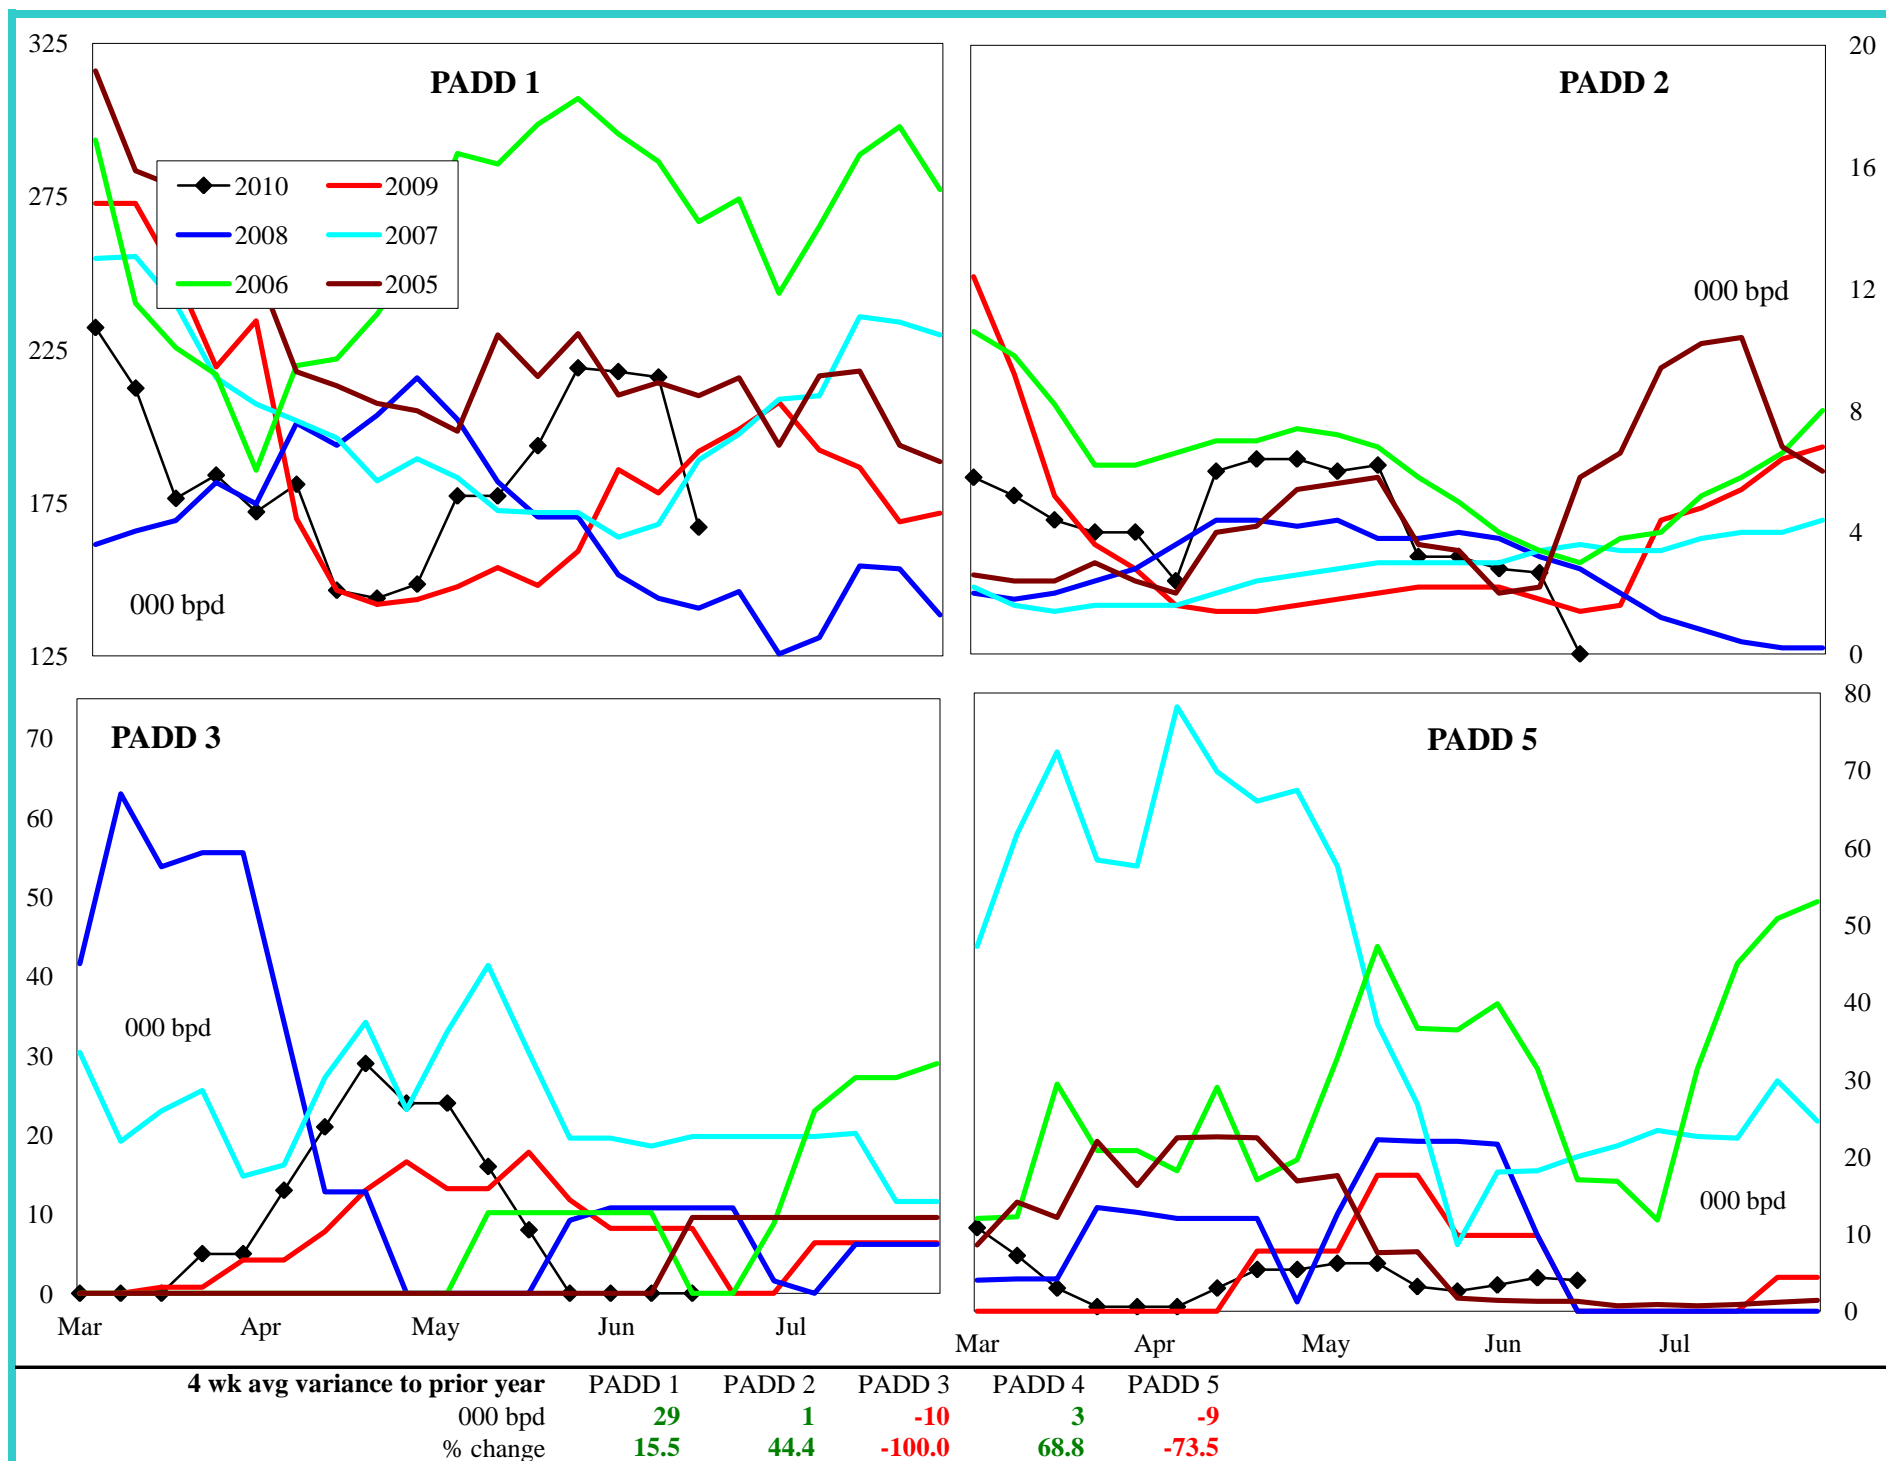 325
275
225
175
125
PADD 1
2010 2009
2008 2007
2006 2005
000 bpd
PADD 2
000 bpd
20
16
12
8
4
0
70
60
50
40
30
20
10
0
PADD 3
000 bpd
Mar Apr May Jun Jul
PADD 5
000 bpd
80
70
60
50
40
30
20
10
0
Mar Apr May Jun Jul
4 wk avg variance to prior year PADD 1 PADD 2 PADD 3 PADD 4 PADD 5
000 bpd 29 1 -10 3 -9
% change 15.5 44.4 -100.0 68.8 -73.5